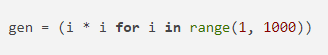 gen = (i * i for i in range(1, 1000))